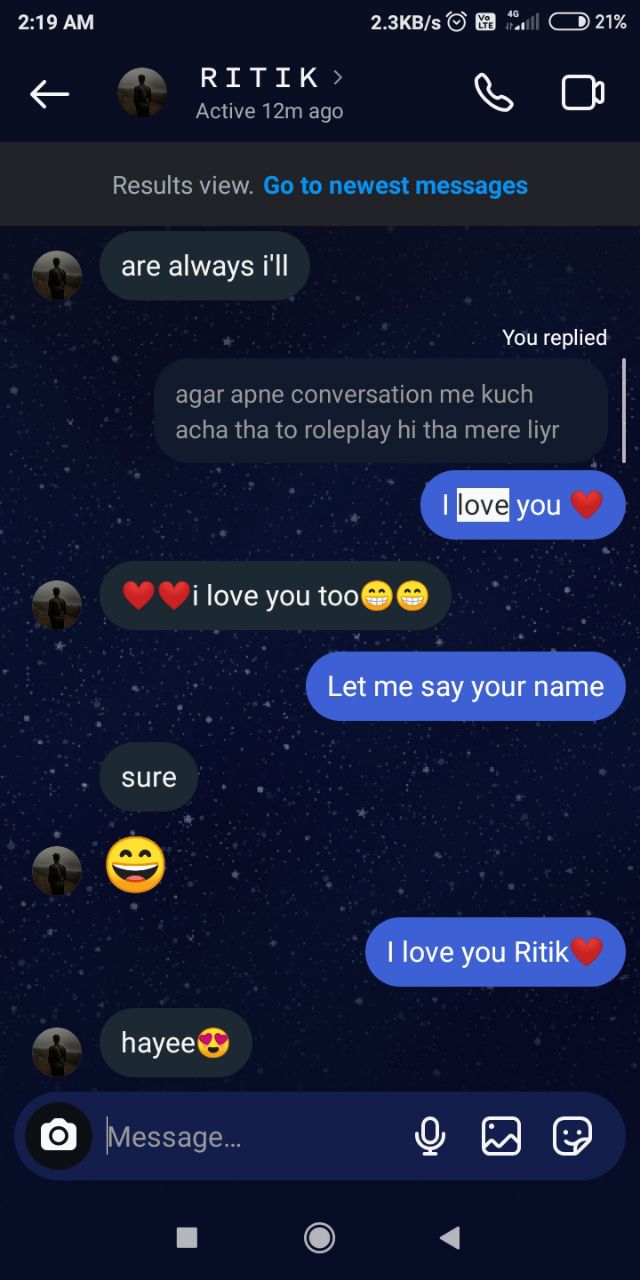 2:19 AM 2.3KB/s Vo LTE 4G 21%
R I T I K
Active 12m ago
Results view. Go to newest messages
are always i'll
You replied
agar apne conversation me kuch
acha tha to roleplay hi tha mere liyr
I love you ❤️
❤️❤️i love you too😁😁
Let me say your name
sure
😄
I love you Ritik❤️
hayee😍
Message...